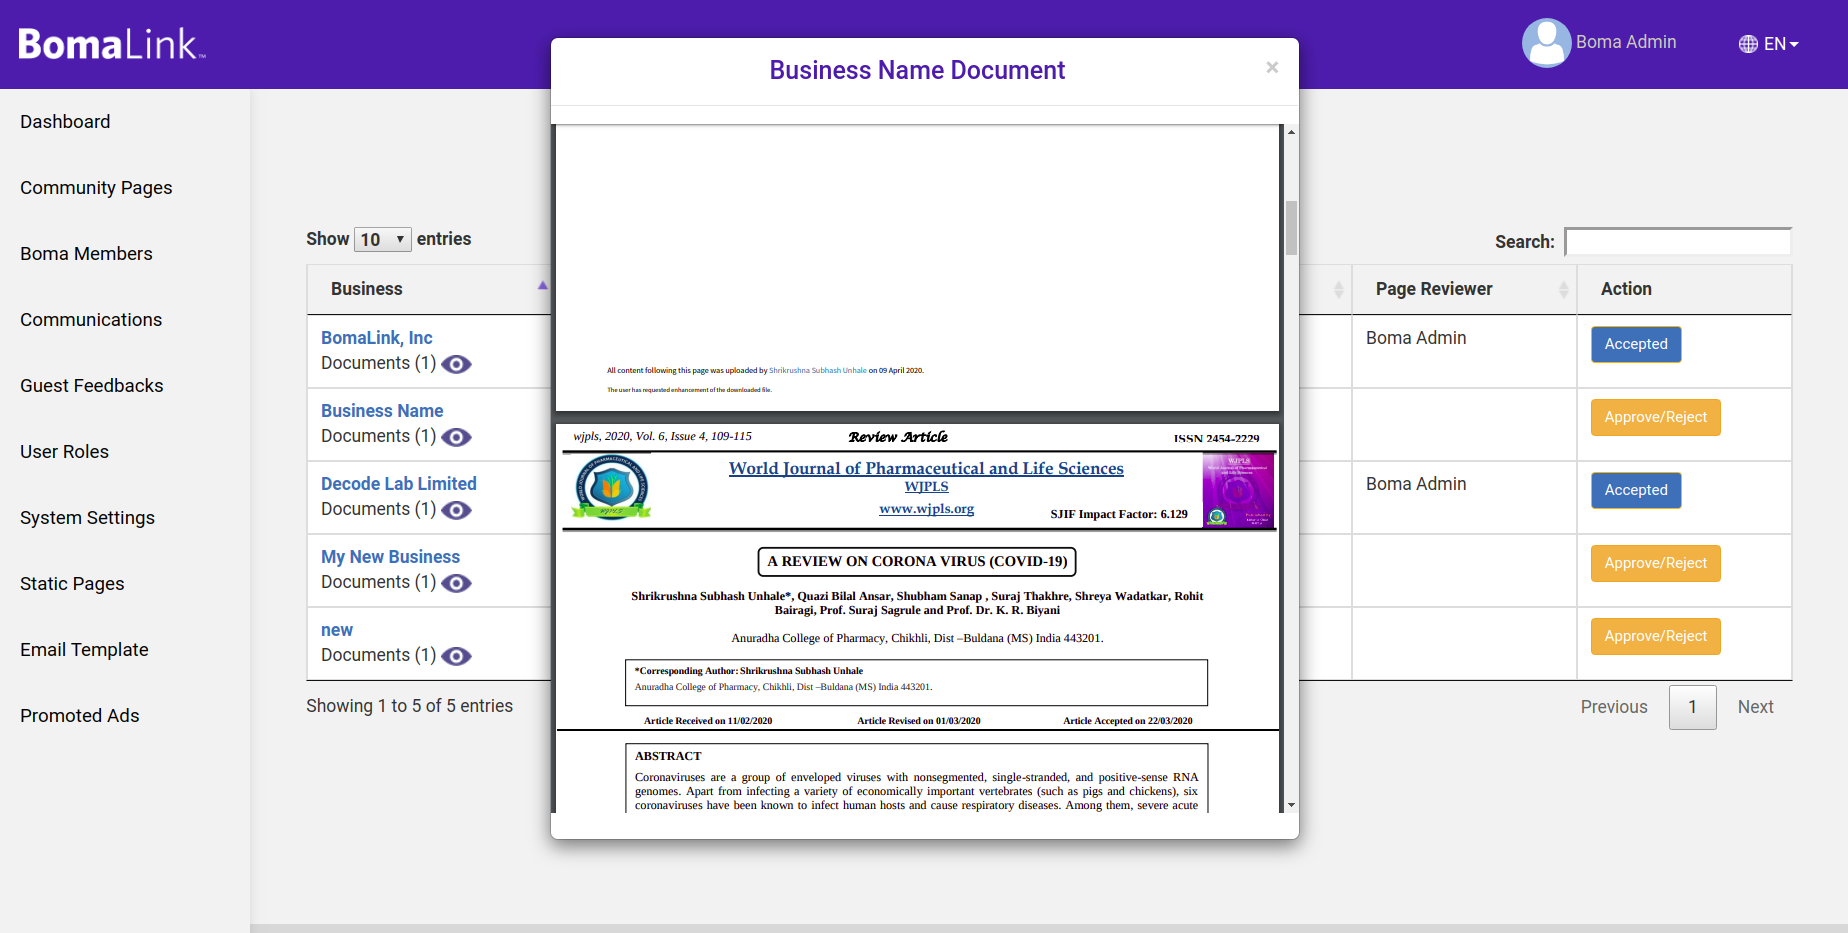 BomaLink™
Boma Admin
EN
Dashboard
Community Pages
Boma Members
Communications
Guest Feedbacks
User Roles
System Settings
Static Pages
Email Template
Promoted Ads
Show 10 entries
Search:
Business
Page Reviewer
Action
BomaLink, Inc
Documents (1)
Boma Admin
Accepted
Business Name
Documents (1)
Approve/Reject
Decode Lab Limited
Documents (1)
Boma Admin
Accepted
My New Business
Documents (1)
Approve/Reject
new
Documents (1)
Approve/Reject
Showing 1 to 5 of 5 entries
Previous
1
Next
Business Name Document
×
All content following this page was uploaded by Shrikrushna Subhash Unhale on 09 April 2020.
The user has requested enhancement of the downloaded file.
wjpls, 2020, Vol. 6, Issue 4, 109-115
Review Article
ISSN 2454-2229
World Journal of Pharmaceutical and Life Sciences
WJPLS
www.wjpls.org
SJIF Impact Factor: 6.129
WJPLS
A REVIEW ON CORONA VIRUS (COVID-19)
Shrikrushna Subhash Unhale*, Quazi Bilal Ansar, Shubham Sanap , Suraj Thakhre, Shreya Wadatkar, Rohit
Bairagi, Prof. Suraj Sagrule and Prof. Dr. K. R. Biyani
Anuradha College of Pharmacy, Chikhli, Dist –Buldana (MS) India 443201.
*Corresponding Author: Shrikrushna Subhash Unhale
Anuradha College of Pharmacy, Chikhli, Dist –Buldana (MS) India 443201.
Article Received on 11/02/2020
Article Revised on 01/03/2020
Article Accepted on 22/03/2020
ABSTRACT
Coronaviruses are a group of enveloped viruses with nonsegmented, single-stranded, and positive-sense RNA
genomes. Apart from infecting a variety of economically important vertebrates (such as pigs and chickens), six
coronaviruses have been known to infect human hosts and cause respiratory diseases. Among them, severe acute